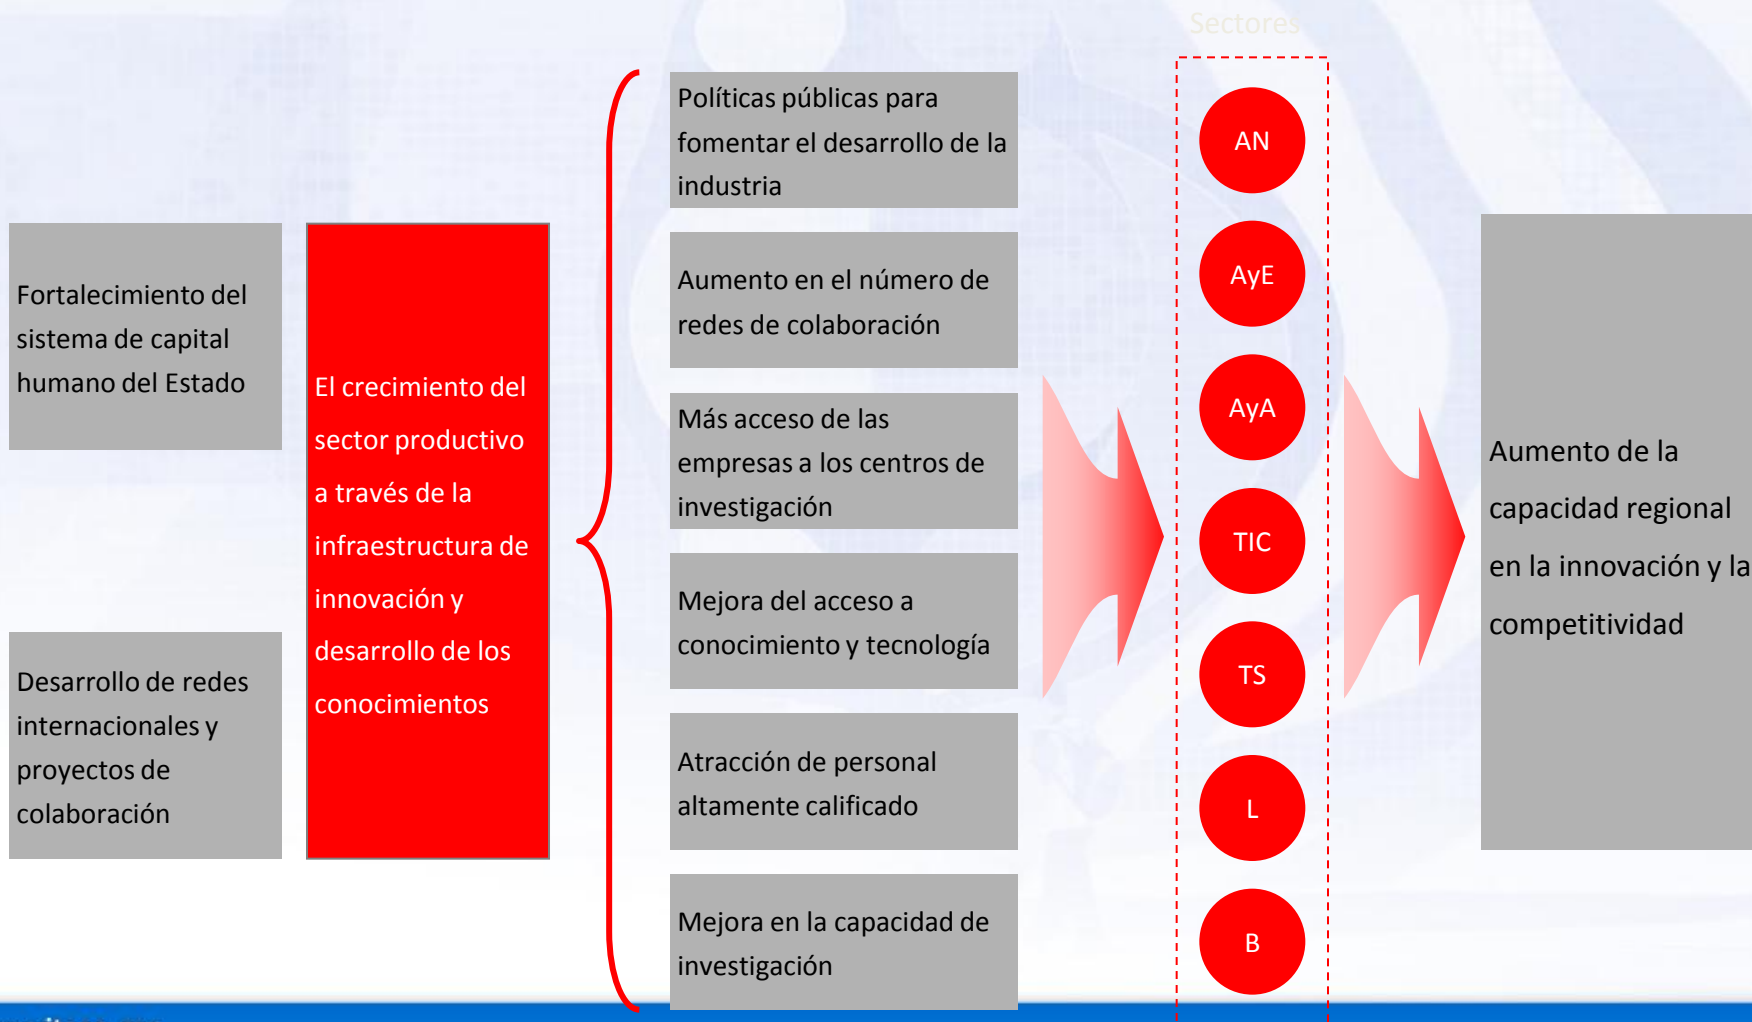 Sectores
Fortalecimiento del
sistema de capital
humano del Estado
Desarrollo de redes
internacionales y
proyectos de
colaboración
El crecimiento del
sector productivo
a través de la
infraestructura de
innovación y
desarrollo de los
conocimientos
Políticas públicas para
fomentar el desarrollo de la
industria
Aumento en el número de
redes de colaboración
Más acceso de las
empresas a los centros de
investigación
Mejora del acceso a
conocimiento y tecnología
Atracción de personal
altamente calificado
Mejora en la capacidad de
investigación
AN
AyE
AyA
TIC
TS
L
B
Aumento de la
capacidad regional
en la innovación y la
competitividad